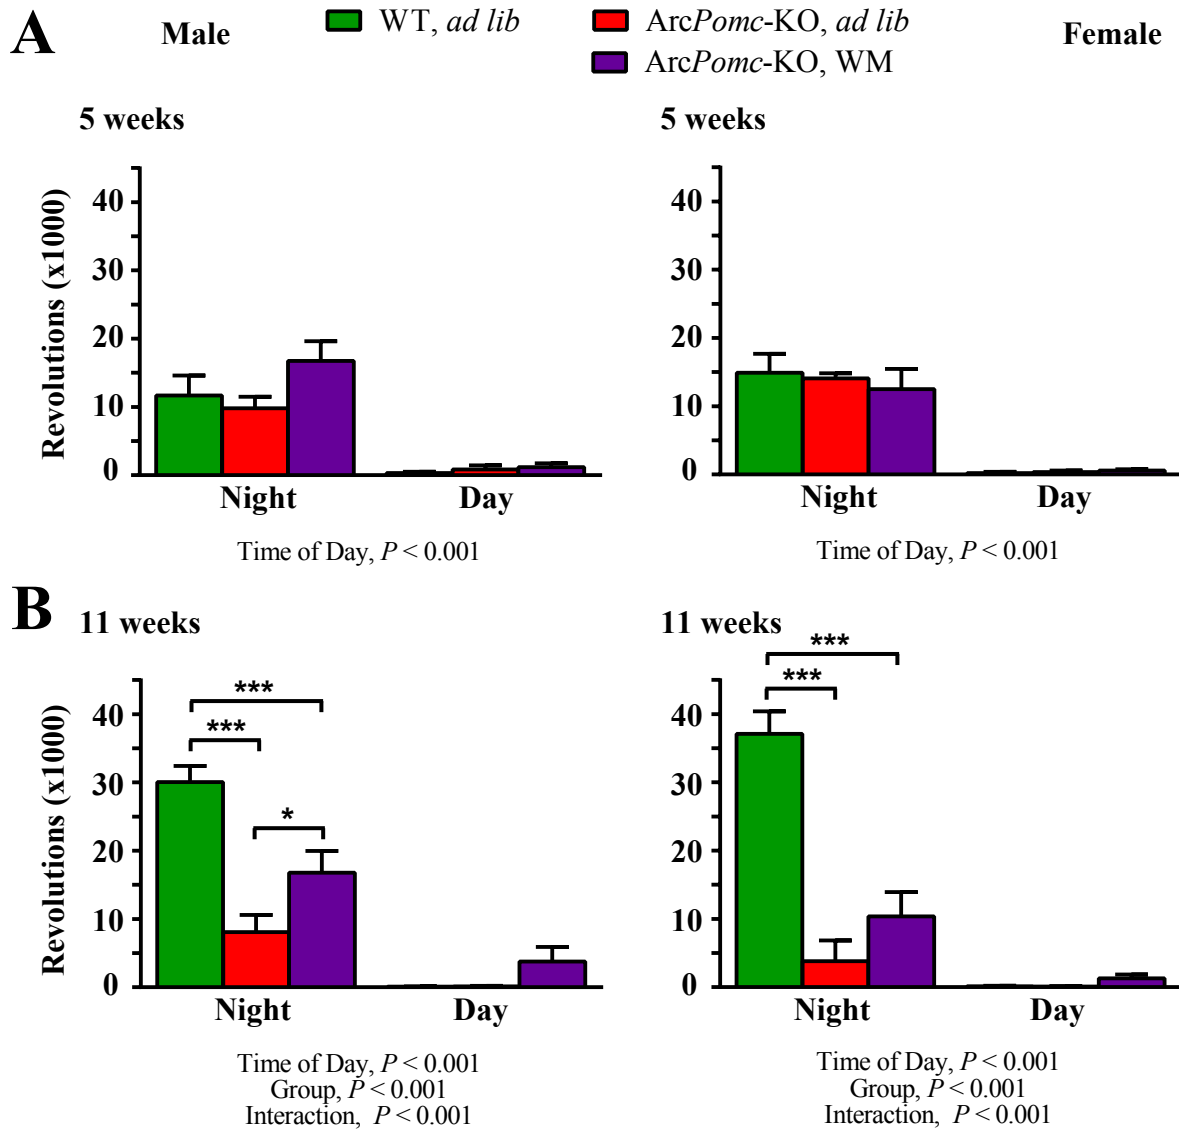 A
Male
WT, ad lib
ArcPomc-KO, ad lib
ArcPomc-KO, WM
Female
5 weeks
Revolutions (x1000)
40
30
20
10
0
Night
Day
Time of Day, P < 0.001
5 weeks
40
30
20
10
0
Night
Day
Time of Day, P < 0.001
B
11 weeks
Revolutions (x1000)
40
30
20
10
0
***
***
*
Night
Day
Time of Day, P < 0.001
Group, P < 0.001
Interaction, P < 0.001
11 weeks
40
30
20
10
0
***
***
Night
Day
Time of Day, P < 0.001
Group, P < 0.001
Interaction, P < 0.001